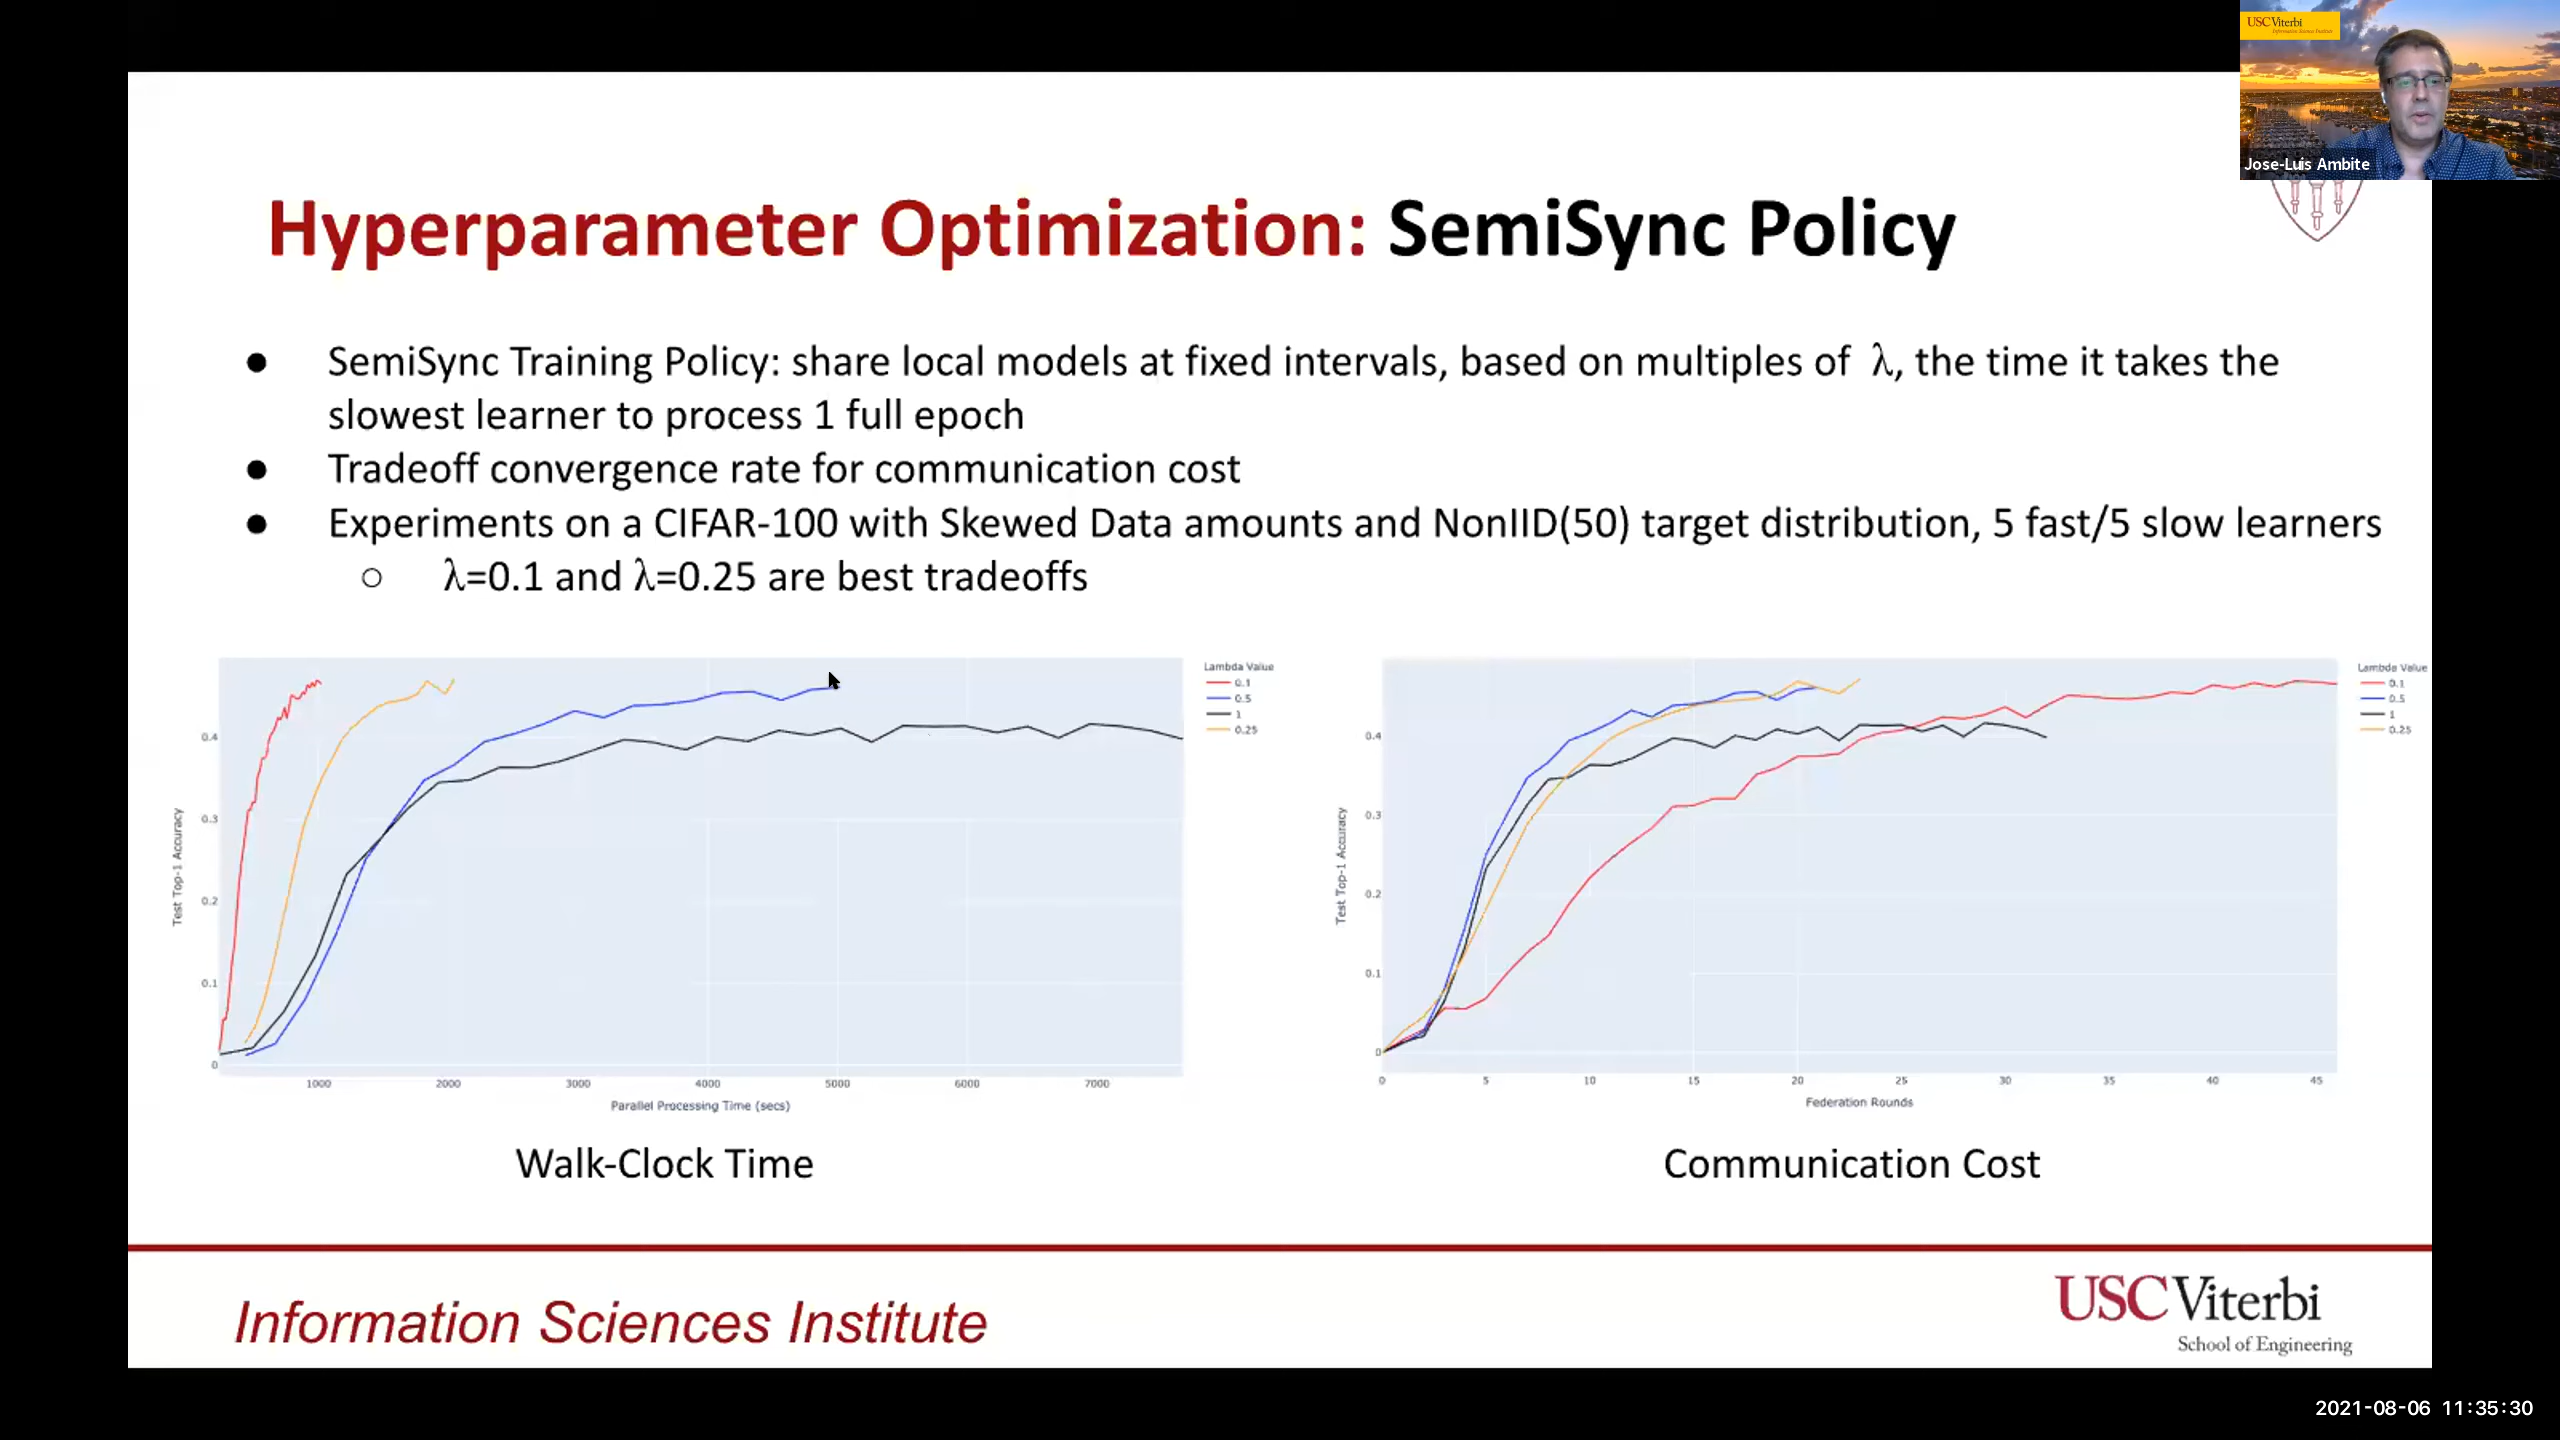 USC Viterbi
Information Sciences Institute
Jose-Luis Ambite
Hyperparameter Optimization: SemiSync Policy
● SemiSync Training Policy: share local models at fixed intervals, based on multiples of λ, the time it takes the
slowest learner to process 1 full epoch
● Tradeoff convergence rate for communication cost
● Experiments on a CIFAR-100 with Skewed Data amounts and NonIID(50) target distribution, 5 fast/5 slow learners
○ λ=0.1 and λ=0.25 are best tradeoffs
Test Top-1 Accuracy
0.4
0.3
0.2
0.1
0
1000 2000 3000 4000 5000 6000 7000
Parallel Processing Time (secs)
Lambda Value
0.1
0.5
1
0.25
Walk-Clock Time
Test Top-1 Accuracy
0.4
0.3
0.2
0.1
0
0 5 10 15 20 25 30 35 40 45
Federation Rounds
Lambda Value
0.1
0.5
1
0.25
Communication Cost
Information Sciences Institute
USC Viterbi
School of Engineering
2021-08-06 11:35:30